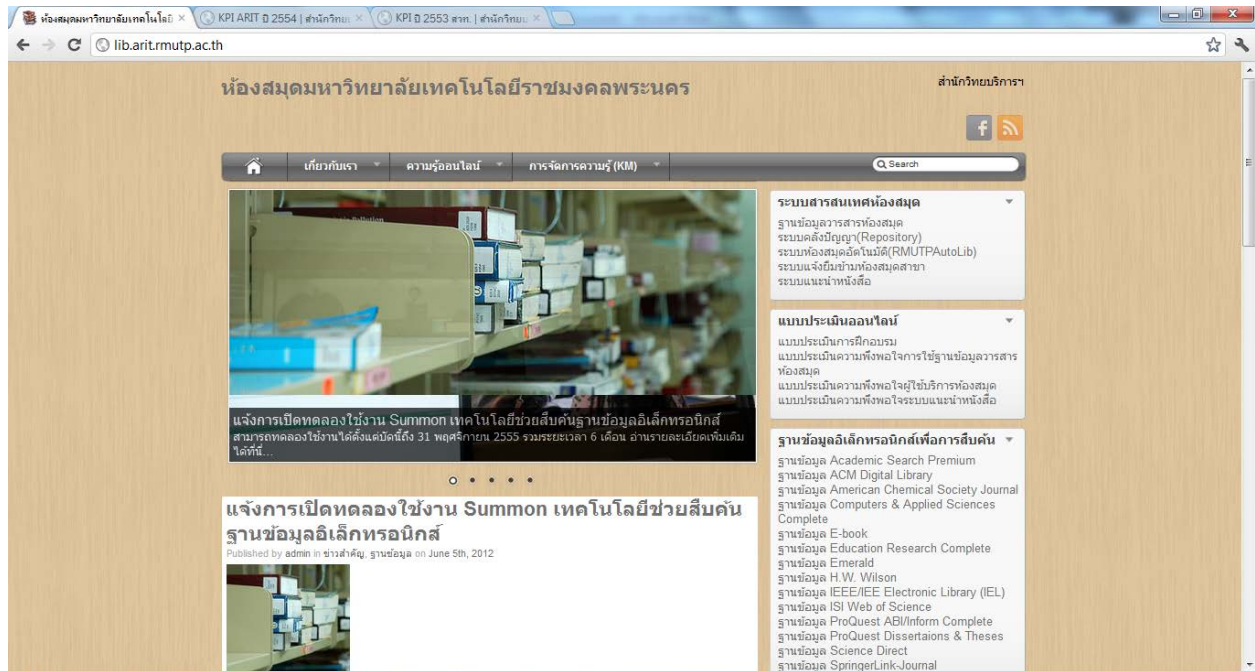 ห้องสมุดมหาวิทยาลัยเทคโนโลยี
KPI ARIT ปี 2554 | สำนักวิทย
KPI ปี 2553 สวท. | สำนักวิทย
lib.arit.rmutp.ac.th
ห้องสมุดมหาวิทยาลัยเทคโนโลยีราชมงคลพระนคร
สำนักวิทยบริการฯ
เกี่ยวกับเรา
ความรู้ออนไลน์
การจัดการความรู้ (KM)
Search
Pollution
แจ้งการเปิดทดลองใช้งาน Summon เทคโนโลยีช่วยสืบค้นฐานข้อมูลอิเล็กทรอนิกส์
สามารถทดลองใช้งานได้ตั้งแต่บัดนี้ถึง 31 พฤศจิกายน 2555 รวมระยะเวลา 6 เดือน อ่านรายละเอียดเพิ่มเติม
ได้ที่นี่...
แจ้งการเปิดทดลองใช้งาน Summon เทคโนโลยีช่วยสืบค้น
ฐานข้อมูลอิเล็กทรอนิกส์
Published by admin in ข่าวสำคัญ, ฐานข้อมูล on June 5th, 2012
ระบบสารสนเทศห้องสมุด
ฐานข้อมูลวารสารห้องสมุด
ระบบคลังปัญญา(Repository)
ระบบห้องสมุดอัตโนมัติ(RMUTPAutoLib)
ระบบแจ้งยืมข้ามห้องสมุดสาขา
ระบบแนะนำหนังสือ
แบบประเมินออนไลน์
แบบประเมินการฝึกอบรม
แบบประเมินความพึงพอใจการใช้ฐานข้อมูลวารสาร
ห้องสมุด
แบบประเมินความพึงพอใจผู้ใช้บริการห้องสมุด
แบบประเมินความพึงพอใจระบบแนะนำหนังสือ
ฐานข้อมูลอิเล็กทรอนิกส์เพื่อการสืบค้น
ฐานข้อมูล Academic Search Premium
ฐานข้อมูล ACM Digital Library
ฐานข้อมูล American Chemical Society Journal
ฐานข้อมูล Computers & Applied Sciences
Complete
ฐานข้อมูล E-book
ฐานข้อมูล Education Research Complete
ฐานข้อมูล Emerald
ฐานข้อมูล H.W. Wilson
ฐานข้อมูล IEEE/IEE Electronic Library (IEL)
ฐานข้อมูล ISI Web of Science
ฐานข้อมูล ProQuest ABI/Inform Complete
ฐานข้อมูล ProQuest Dissertaions & Theses
ฐานข้อมูล Science Direct
ฐานข้อมูล SpringerLink-Journal